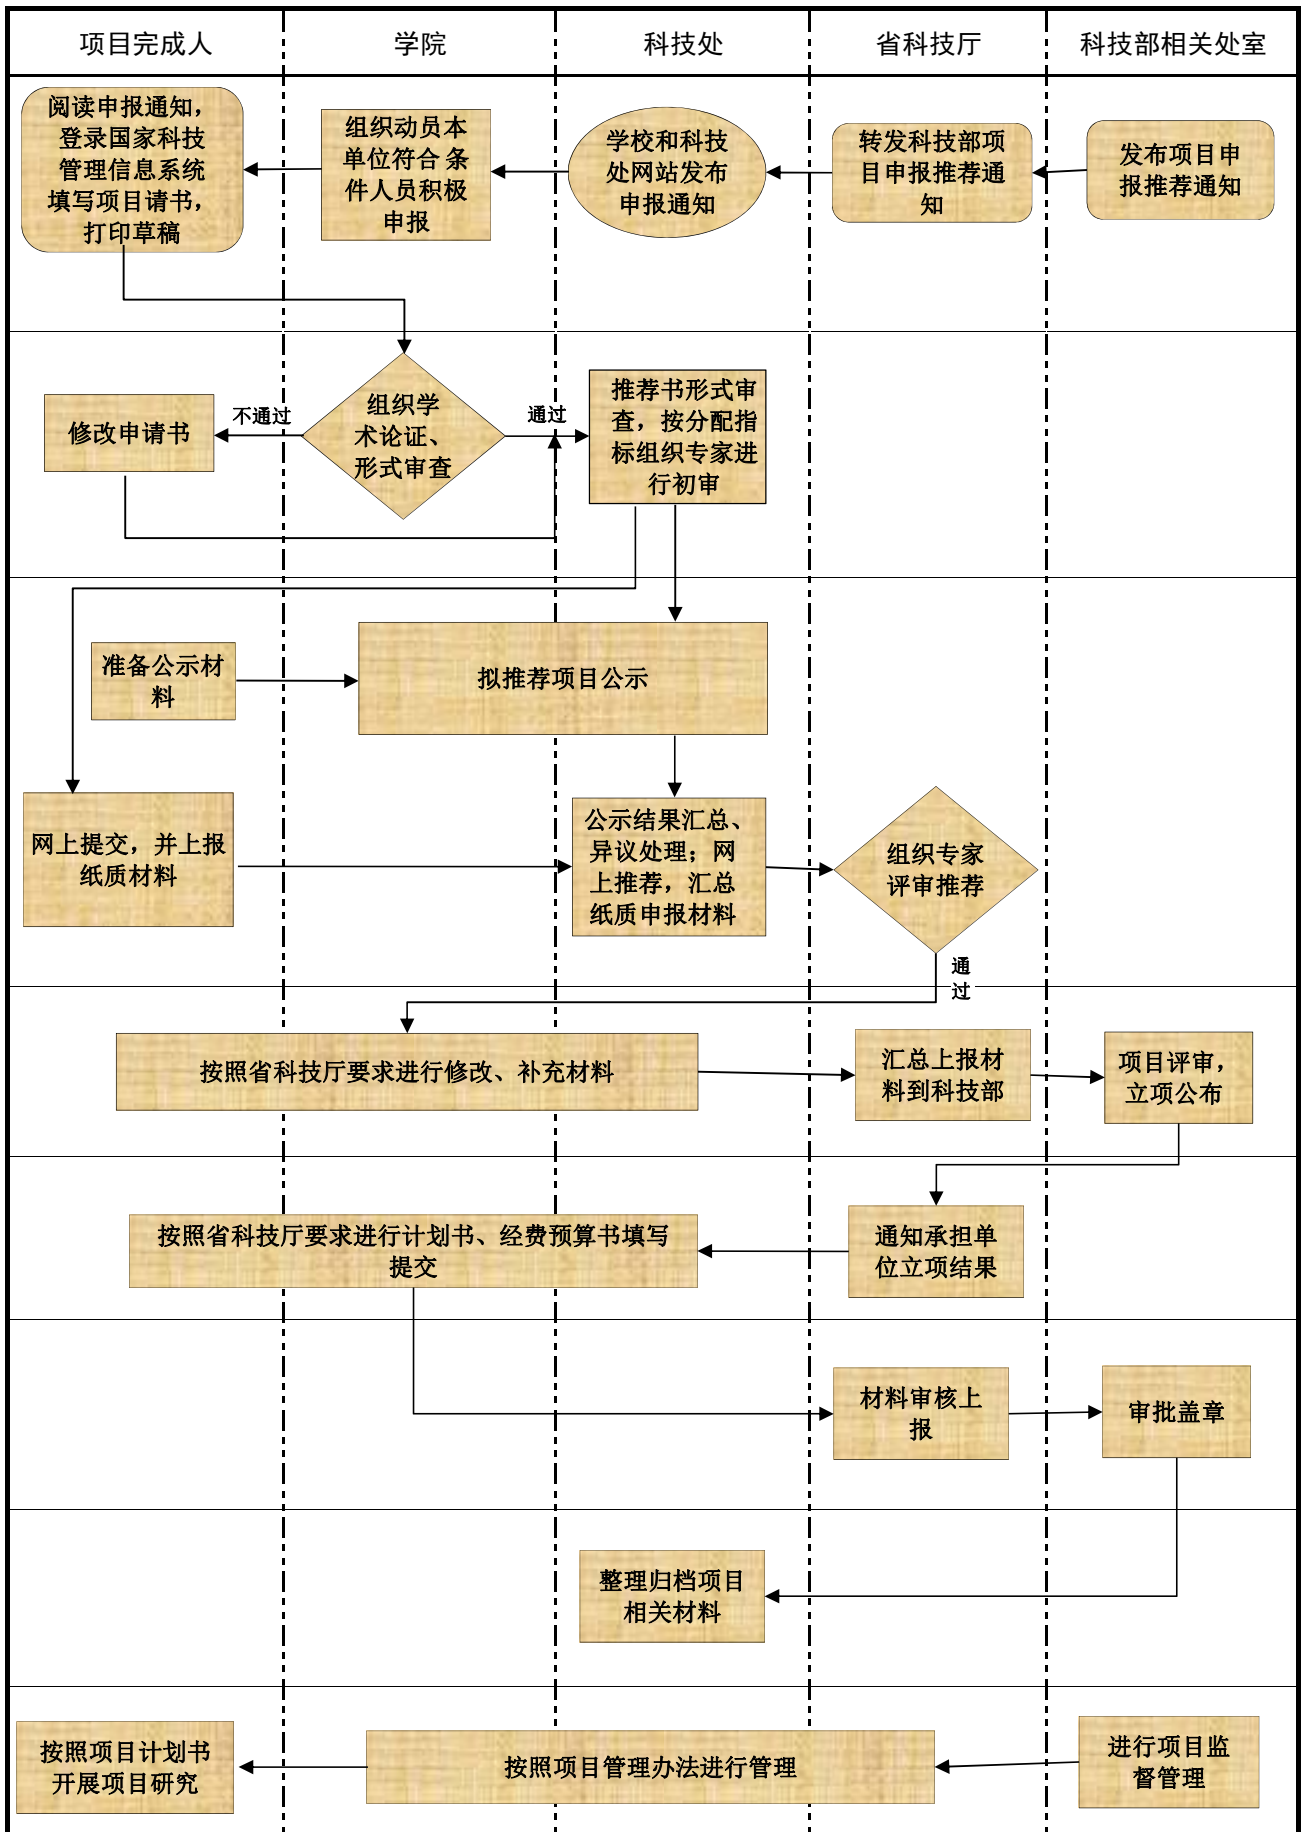 项目完成人
学院
科技处
省科技厅
科技部相关处室
阅读申报通知，
登录国家科技
管理信息系统
填写项目请书，
打印草稿
组织动员本
单位符合 条
件人员积极
申报
学校和科技
处网站发布
申报通知
转发科技部项
目申报推荐通
知
发布项目申
报推荐通知
修改申请书
不通过
组织学
术论证、
形式审查
通过
推荐书形式审
查，按分配指
标组织专家进
行初审
准备公示材
料
拟推荐项目公示
网上提交，并上报
纸质材料
公示结果汇总、
异议处理；网
上推荐，汇总
纸质申报材料
组织专家
评审推荐
通
过
按照省科技厅要求进行修改、补充材料
汇总上报材
料到科技部
项目评审，
立项公布
按照省科技厅要求进行计划书、经费预算书填写
提交
通知承担单
位立项结果
材料审核上
报
审批盖章
整理归档项目
相关材料
按照项目计划书
开展项目研究
按照项目管理办法进行管理
进行项目监
督管理